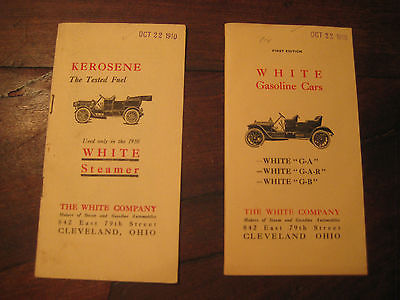 OCT 22 1910
KEROSENE
The Tested Fuel
Used only in the 1910
WHITE
Steamer
THE WHITE COMPANY
Makers of Steam and Gasoline Automobiles
842 East 79th Street
CLEVELAND, OHIO
OCT 22 1910
FIRST EDITION
WHITE
Gasoline Cars
—WHITE "G-A"
—WHITE "G-A-R"
—WHITE "G-B"
THE WHITE COMPANY
Makers of Steam and Gasoline Automobiles
842 East 79th Street
CLEVELAND, OHIO